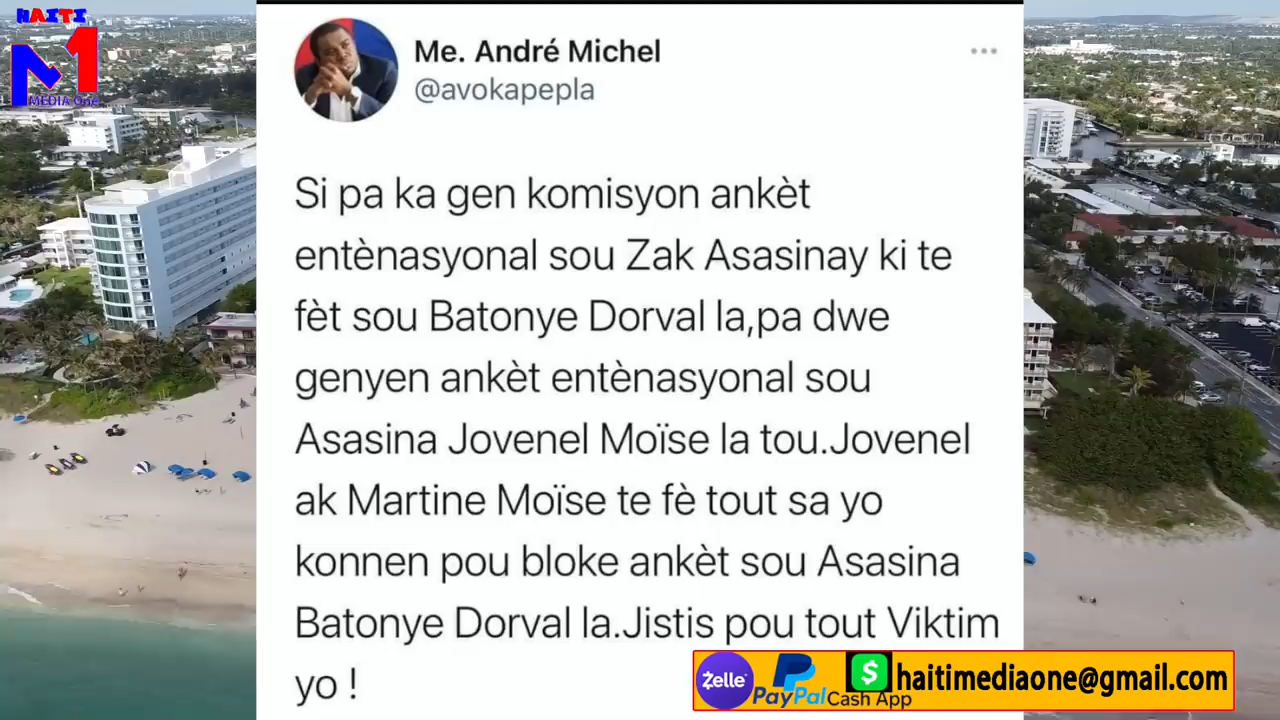 HAITI
M1
MEDIA One
Me. André Michel
@avokapepla
Si pa ka gen komisyon ankèt
entènasyonal sou Zak Asasinay ki te
fèt sou Batonye Dorval la,pa dwe
genyen ankèt entènasyonal sou
Asasina Jovenel Moïse la tou.Jovenel
ak Martine Moïse te fè tout sa yo
konnen pou bloke ankèt sou Asasina
Batonye Dorval la.Jistis pou tout Viktim
yo !
Zelle PayPal $ Cash App haitimediaone@gmail.com